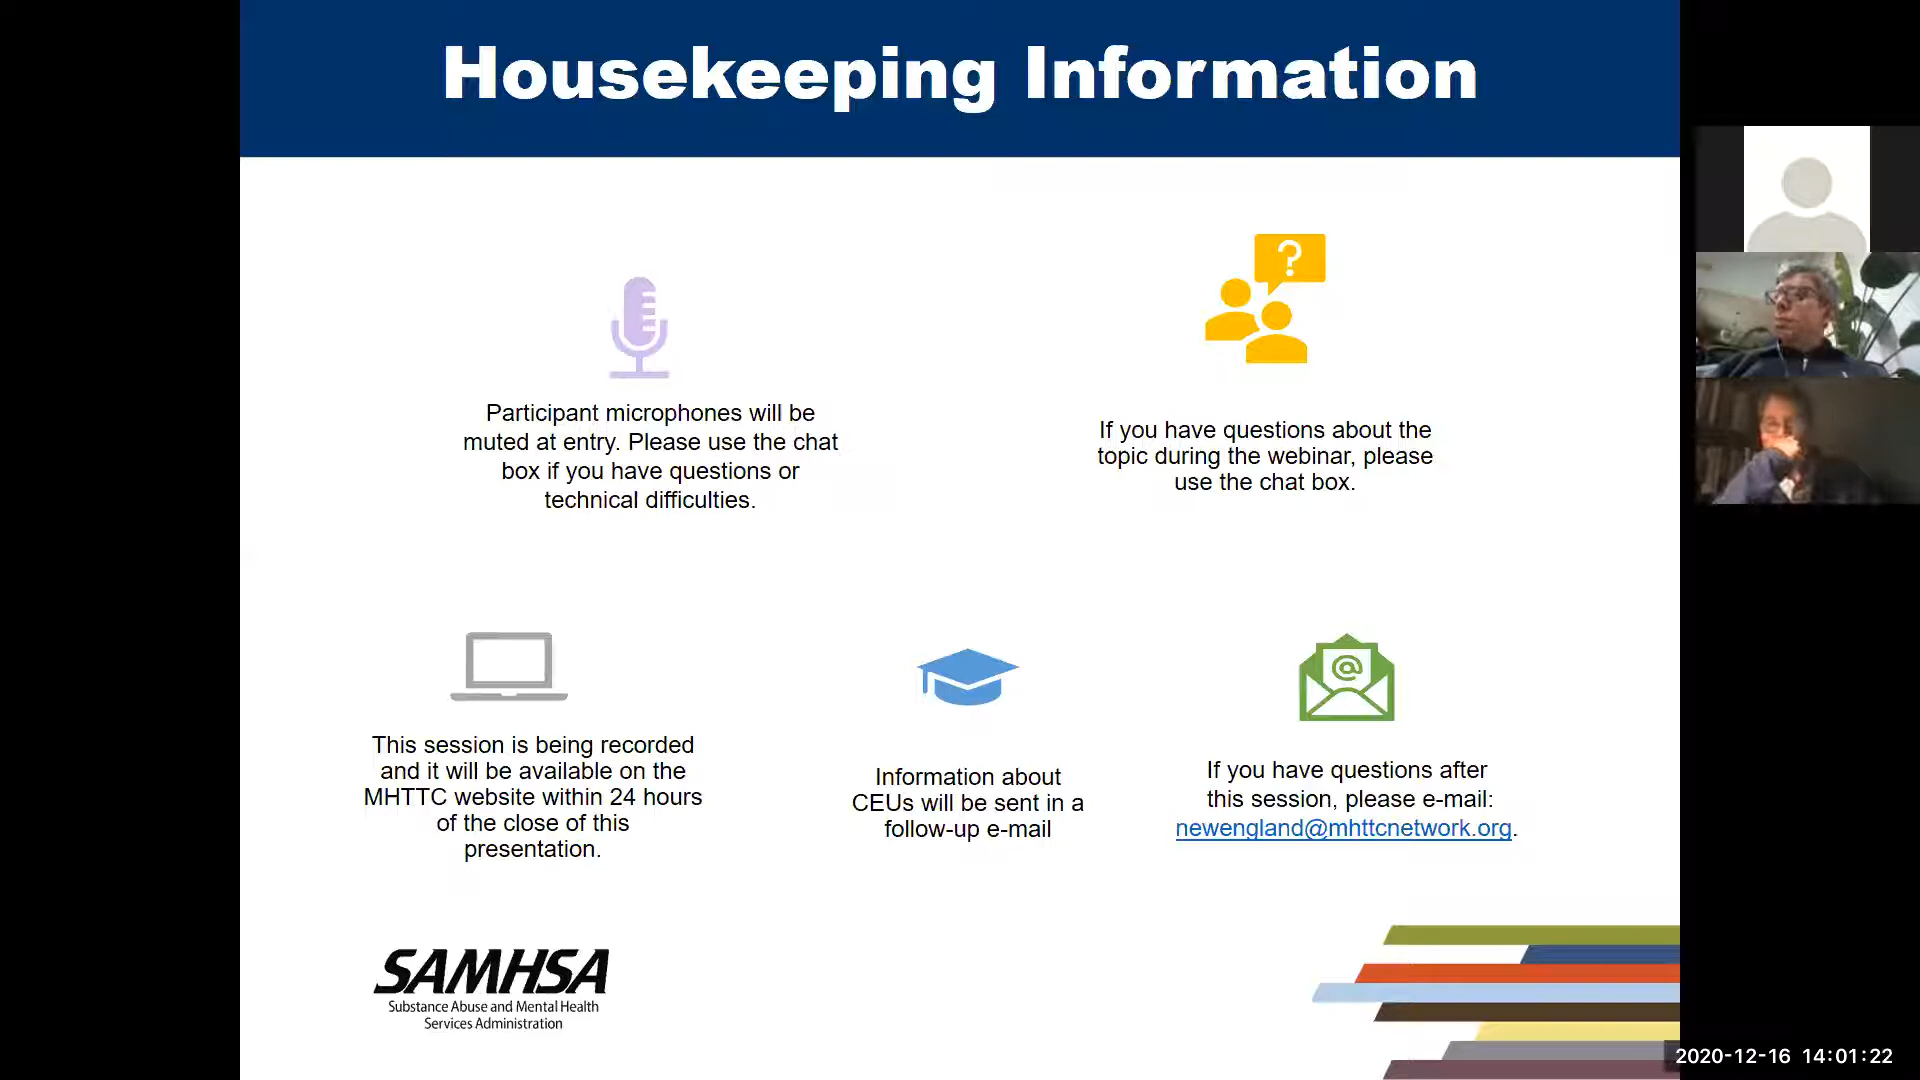 Housekeeping Information
?
Participant microphones will be
muted at entry. Please use the chat
box if you have questions or
technical difficulties.
If you have questions about the
topic during the webinar, please
use the chat box.
@
This session is being recorded
and it will be available on the
MHTTC website within 24 hours
of the close of this
presentation.
Information about
CEUs will be sent in a
follow-up e-mail
If you have questions after
this session, please e-mail:
newengland@mhttcnetwork.org.
SAMHSA
Substance Abuse and Mental Health
Services Administration
2020-12-16 14:01:22